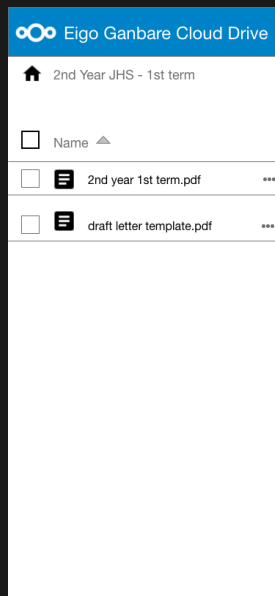 Eigo Ganbare Cloud Drive
2nd Year JHS - 1st term
Name
2nd year 1st term.pdf
draft letter template.pdf